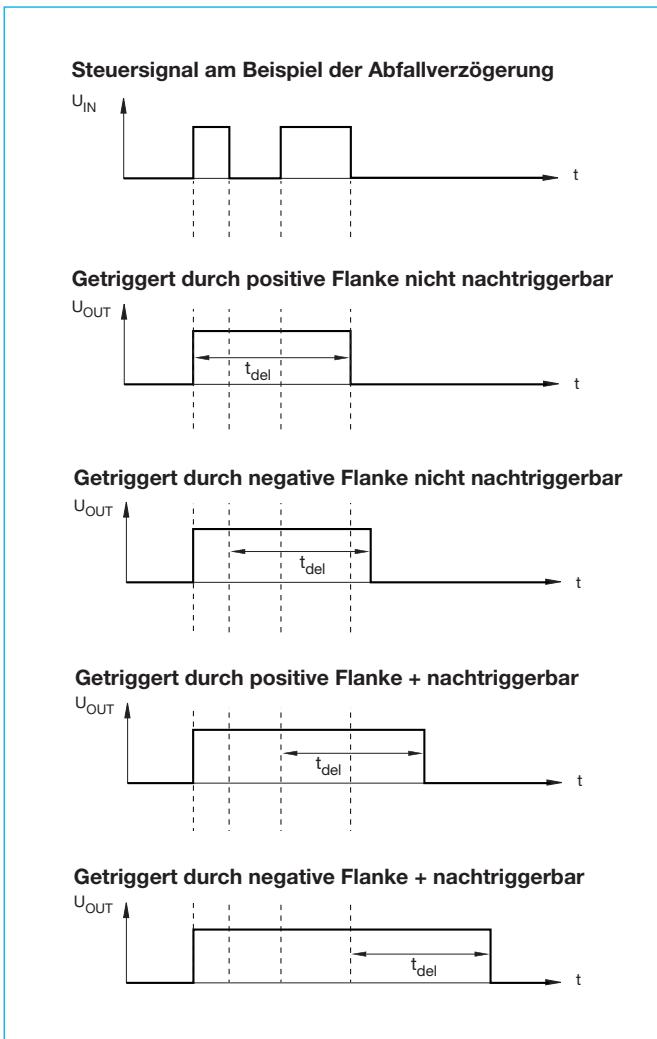 Steuersignal am Beispiel der Abfallverzögerung
U_IN
t
Getriggert durch positive Flanke nicht nachtriggerbar
U_OUT
t_del
t
Getriggert durch negative Flanke nicht nachtriggerbar
U_OUT
t_del
t
Getriggert durch positive Flanke + nachtriggerbar
U_OUT
t_del
t
Getriggert durch negative Flanke + nachtriggerbar
U_OUT
t_del
t